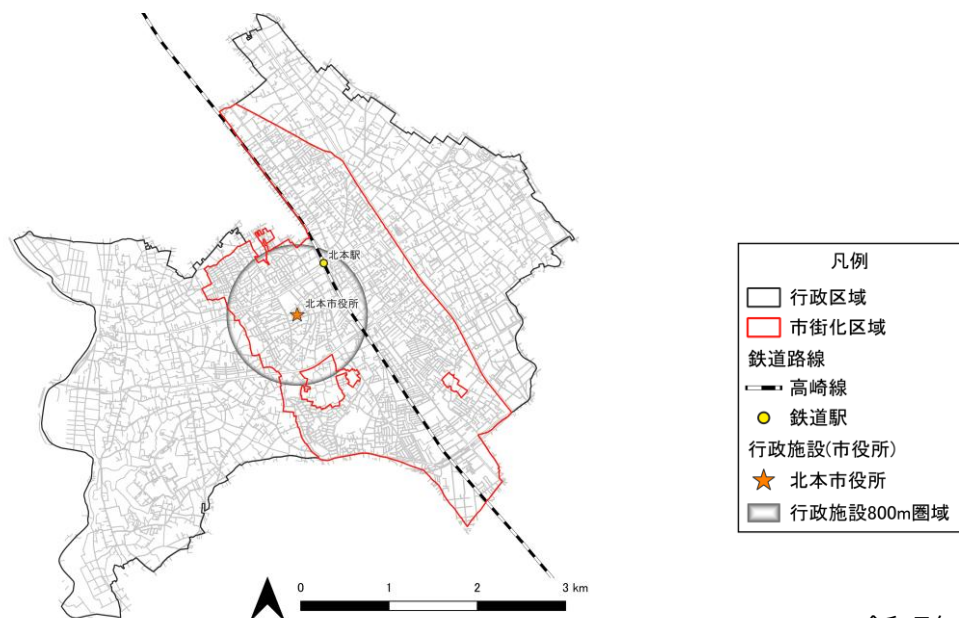 北本駅
北本市役所
0 1 2 3 km
凡例
行政区域
市街化区域
鉄道路線
高崎線
鉄道駅
行政施設(市役所)
北本市役所
行政施設800m圏域